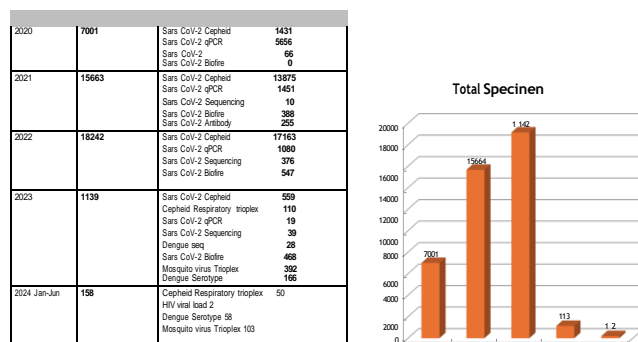 2020 7001 Sars CoV-2 Cepheid 1431
Sars CoV-2 qPCR 5656
Sars CoV-2 66
Sars CoV-2 Biofire 0
2021 15663 Sars CoV-2 Cepheid 13875
Sars CoV-2 qPCR 1451
Sars CoV-2 Sequencing 10
Sars CoV-2 Biofire 388
Sars CoV-2 Antibody 255
2022 18242 Sars CoV-2 Cepheid 17163
Sars CoV-2 qPCR 1080
Sars CoV-2 Sequencing 376
Sars CoV-2 Biofire 547
2023 1139 Sars CoV-2 Cepheid 559
Cepheid Respiratory trioplex 110
Sars CoV-2 qPCR 19
Sars CoV-2 Sequencing 39
Dengue seq 28
Sars CoV-2 Biofire 468
Mosquito virus Trioplex 392
Dengue Serotype 166
2024 Jan-Jun 158 Cepheid Respiratory trioplex 50
HIV viral load 2
Dengue Serotype 58
Mosquito virus Trioplex 103
Total Specinen
20000
18000
16000
14000
12000
10000
8000
6000
4000
2000
0
7001
15664
1 142
113
1 2